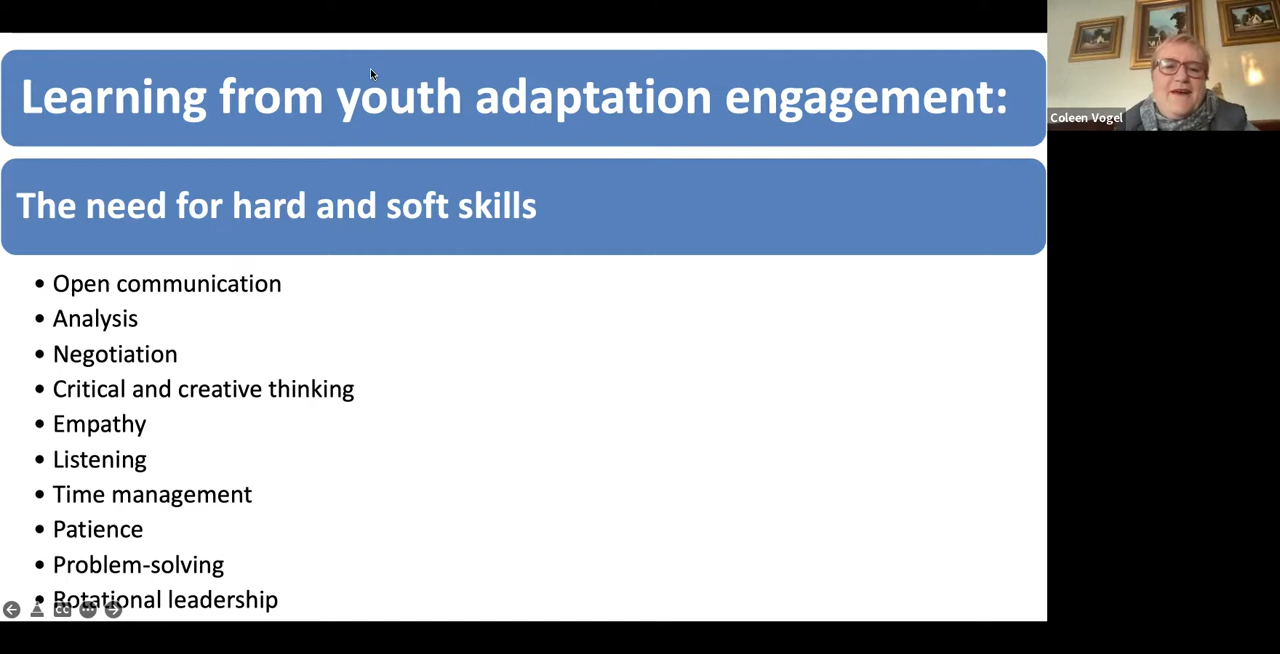 Learning from youth adaptation engagement:
Coleen Vogel
The need for hard and soft skills
• Open communication
• Analysis
• Negotiation
• Critical and creative thinking
• Empathy
• Listening
• Time management
• Patience
• Problem-solving
• Rotational leadership
CC